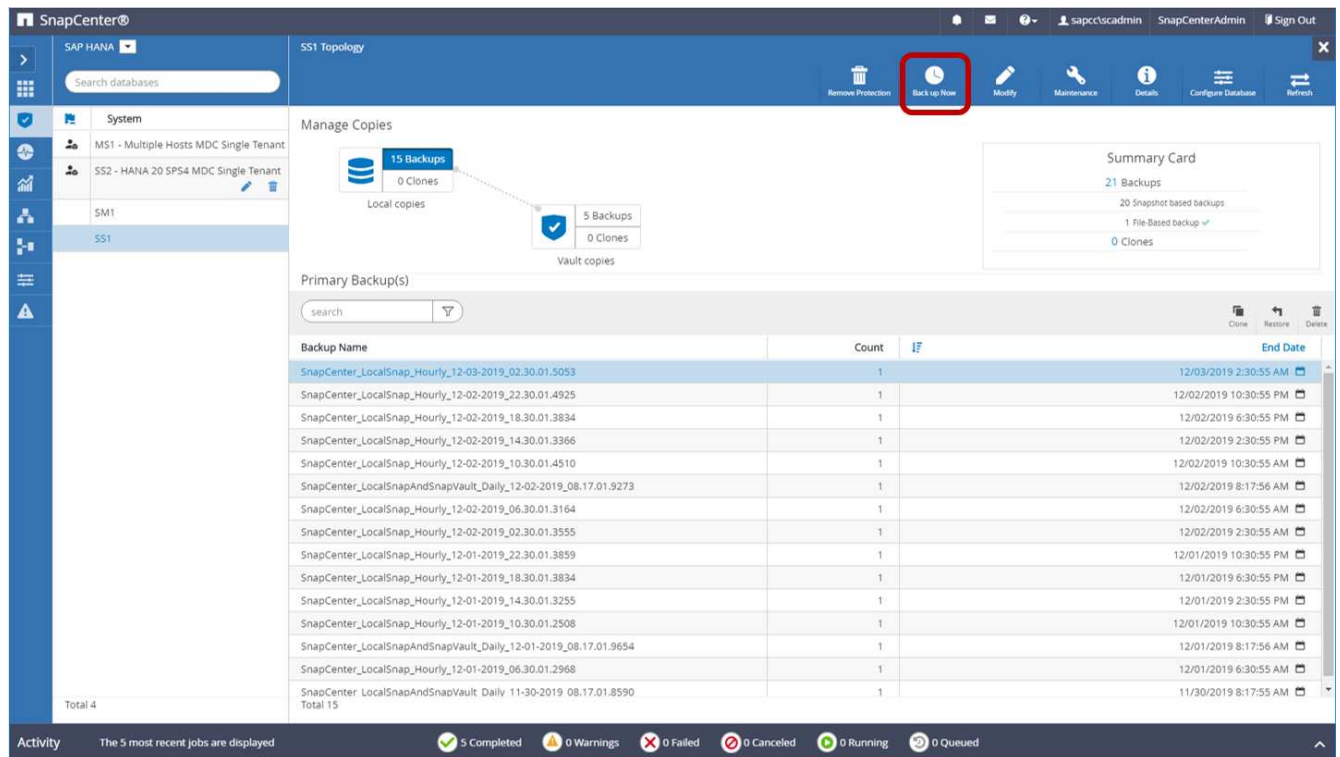 SnapCenter®
sapcc\scadmin SnapCenterAdmin Sign Out
SAP HANA
Search databases
System
MS1 - Multiple Hosts MDC Single Tenant
SS2 - HANA 20 SPS4 MDC Single Tenant
SM1
SS1
Total 4
SS1 Topology
Remove Protection Back up Now Modify Maintenance Details Configure Database Refresh
Manage Copies
15 Backups
0 Clones
Local copies
5 Backups
0 Clones
Vault copies
Summary Card
21 Backups
20 Snapshot based backups
1 File-Based backup
0 Clones
Primary Backup(s)
search
Clone Restore Delete
Backup Name Count End Date
SnapCenter_LocalSnap_Hourly_12-03-2019_02.30.01.5053 1 12/03/2019 2:30:55 AM
SnapCenter_LocalSnap_Hourly_12-02-2019_22.30.01.4925 1 12/02/2019 10:30:55 PM
SnapCenter_LocalSnap_Hourly_12-02-2019_18.30.01.3834 1 12/02/2019 6:30:55 PM
SnapCenter_LocalSnap_Hourly_12-02-2019_14.30.01.3366 1 12/02/2019 2:30:55 PM
SnapCenter_LocalSnap_Hourly_12-02-2019_10.30.01.4510 1 12/02/2019 10:30:55 AM
SnapCenter_LocalSnapAndSnapVault_Daily_12-02-2019_08.17.01.9273 1 12/02/2019 8:17:56 AM
SnapCenter_LocalSnap_Hourly_12-02-2019_06.30.01.3164 1 12/02/2019 6:30:55 AM
SnapCenter_LocalSnap_Hourly_12-02-2019_02.30.01.3555 1 12/02/2019 2:30:55 AM
SnapCenter_LocalSnap_Hourly_12-01-2019_22.30.01.3859 1 12/01/2019 10:30:55 PM
SnapCenter_LocalSnap_Hourly_12-01-2019_18.30.01.3834 1 12/01/2019 6:30:55 PM
SnapCenter_LocalSnap_Hourly_12-01-2019_14.30.01.3255 1 12/01/2019 2:30:55 PM
SnapCenter_LocalSnap_Hourly_12-01-2019_10.30.01.2508 1 12/01/2019 10:30:55 AM
SnapCenter_LocalSnapAndSnapVault_Daily_12-01-2019_08.17.01.9654 1 12/01/2019 8:17:56 AM
SnapCenter_LocalSnap_Hourly_12-01-2019_06.30.01.2968 1 12/01/2019 6:30:55 AM
SnapCenter_LocalSnapAndSnapVault_Daily_11-30-2019_08.17.01.8590 1 11/30/2019 8:17:55 AM
Total 15
Activity The 5 most recent jobs are displayed 5 Completed 0 Warnings 0 Failed 0 Canceled 0 Running 0 Queued